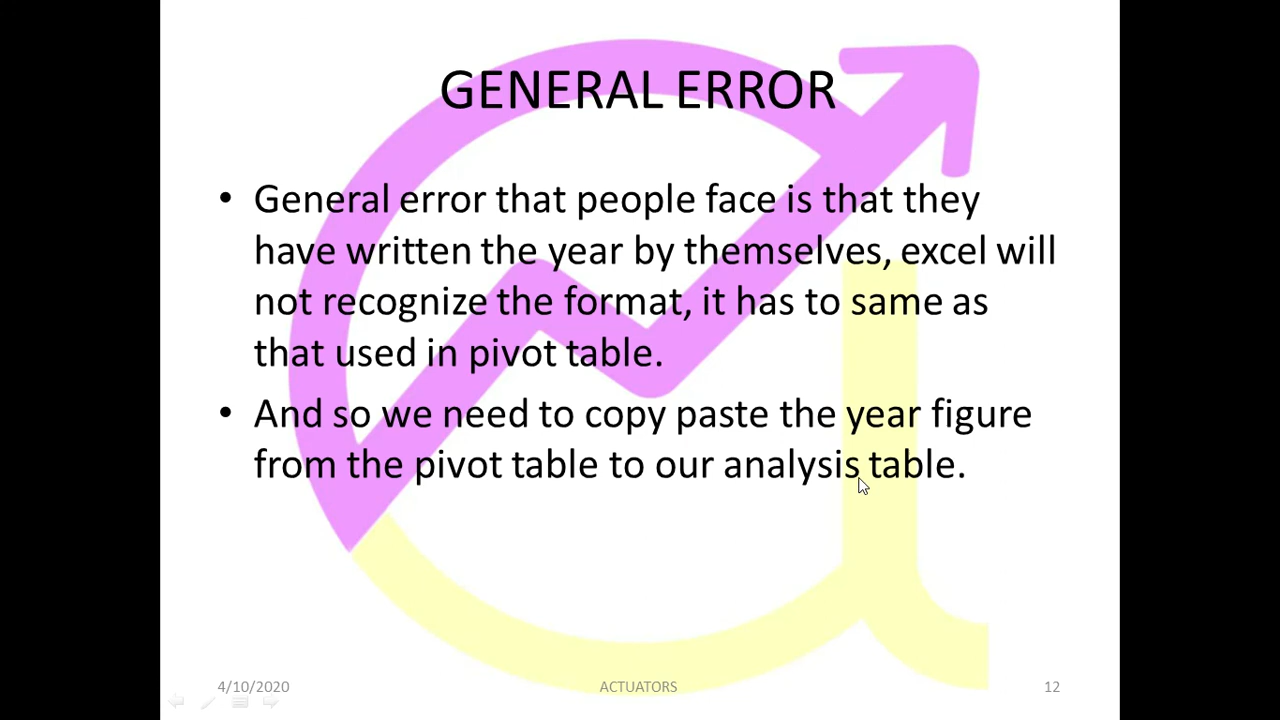 GENERAL ERROR
• General error that people face is that they
have written the year by themselves, excel will
not recognize the format, it has to same as
that used in pivot table.
• And so we need to copy paste the year figure
from the pivot table to our analysis table.
4/10/2020 ACTUATORS 12